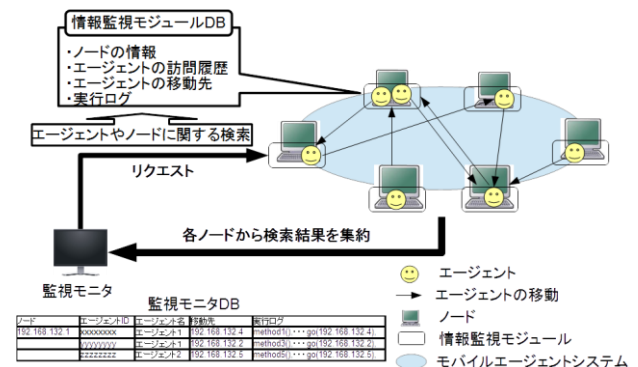 情報監視モジュールDB
・ノードの情報
・エージェントの訪問履歴
・エージェントの移動先
・実行ログ
エージェントやノードに関する検索
リクエスト
各ノードから検索結果を集約
監視モニタ
監視モニタDB
ノード エージェントID エージェント名 移動先 実行ログ
192.168.132.1 xxxxxxxx エージェント1 192.168.132.4 method1()、・・・go(192.168.132.4)、
yyyyyyyy エージェント1 192.168.132.2 method3()、・・・go(192.168.132.2)、
zzzzzzzz エージェント2 192.168.132.5 method5()、・・・go(192.168.132.5)、
エージェント
エージェントの移動
ノード
情報監視モジュール
モバイルエージェントシステム